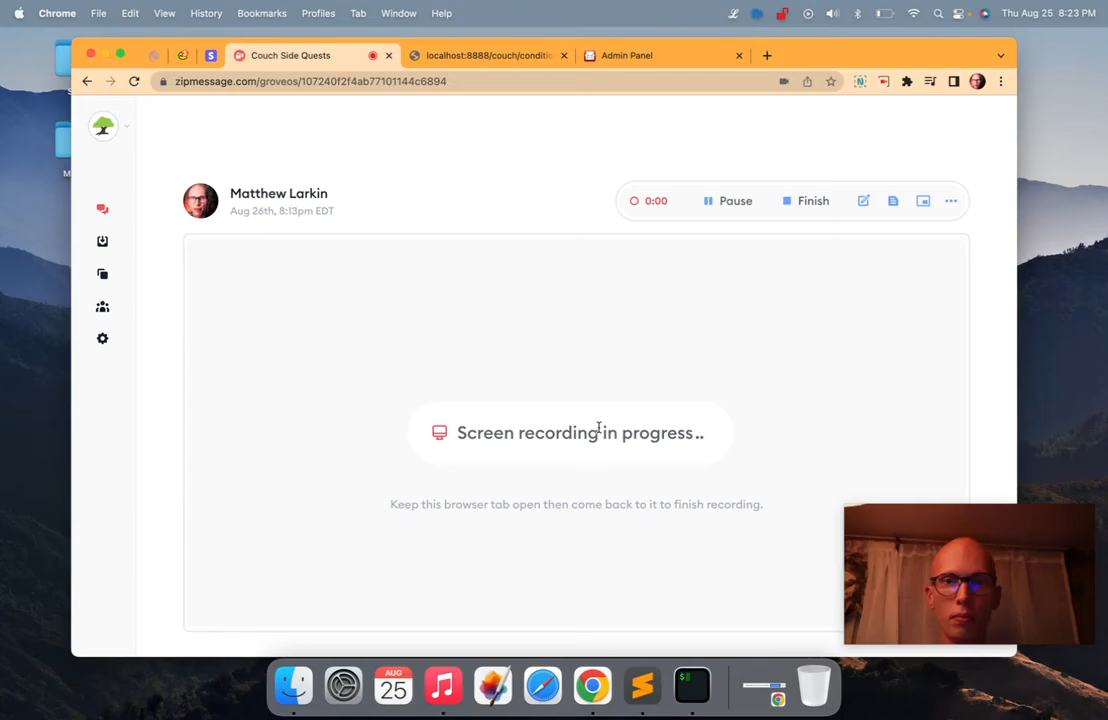 Chrome File Edit View History Bookmarks Profiles Tab Window Help Thu Aug 25 8:23 PM
Couch Side Quests localhost:8888/couch/conditio Admin Panel
zipmessage.com/groveos/107240f2f4ab77101144c6894
Matthew Larkin
Aug 26th, 8:13pm EDT
0:00 Pause Finish
Screen recording in progress..
Keep this browser tab open then come back to it to finish recording.
AUG
25